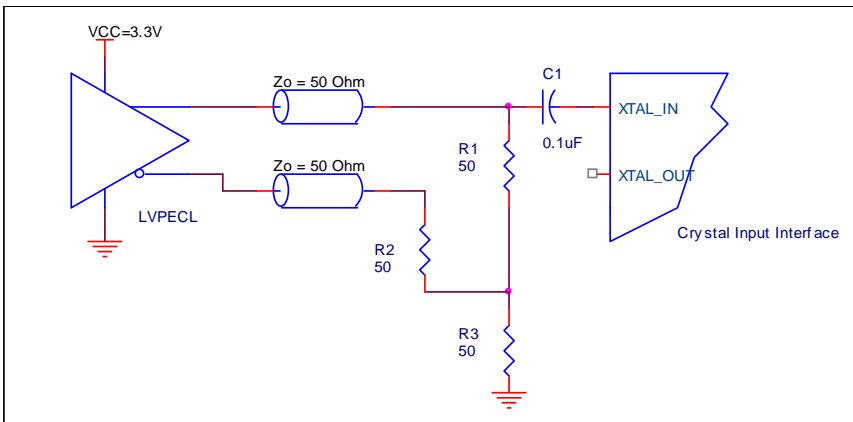 VCC=3.3V
Zo = 50 Ohm
C1
0.1uF
XTAL_IN
R1
50
Zo = 50 Ohm
XTAL_OUT
LVPECL
R2
50
Crystal Input Interface
R3
50